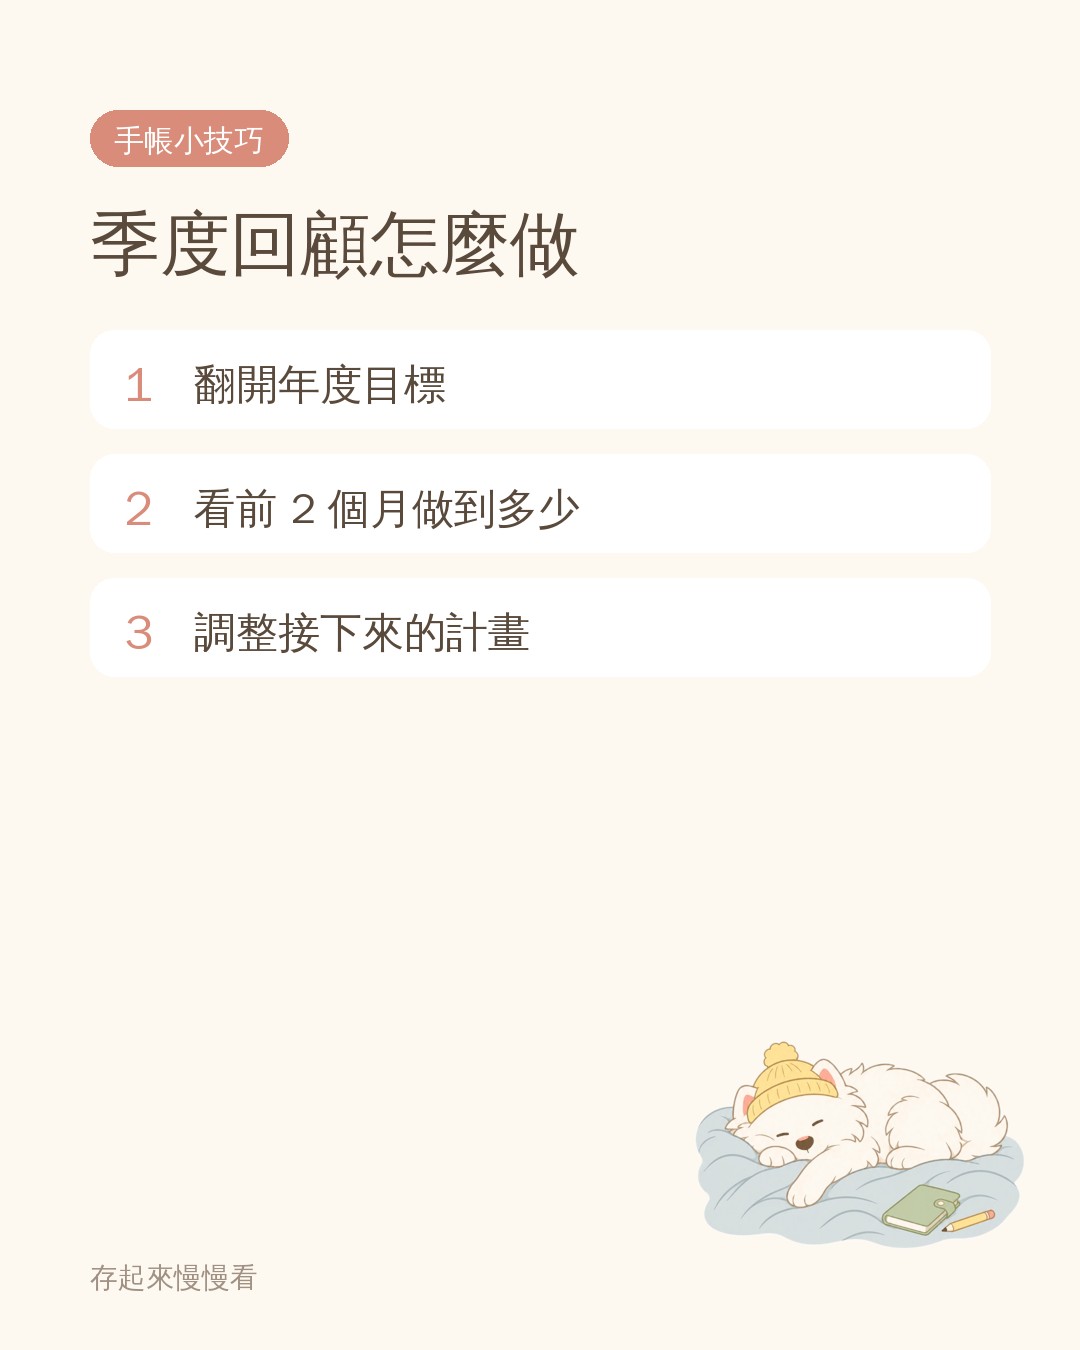 手帳小技巧
季度回顧怎麼做
1 翻開年度目標
2 看前 2 個月做到多少
3 調整接下來的計畫
存起來慢慢看